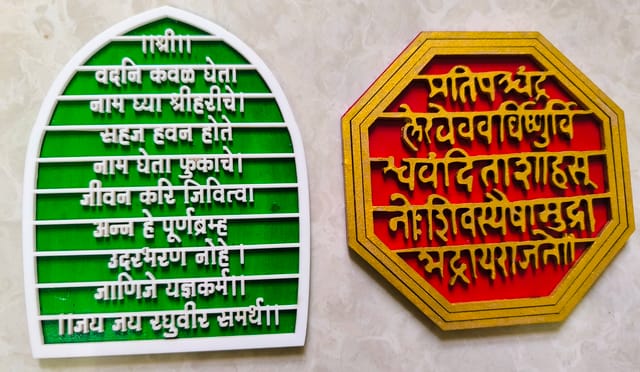 ।।श्री।।
वदनि कवळ घेता
नाम घ्या श्रीहरीचे।
सहज हवन होते
नाम घेता फुकाचे।
जीवन करि जिवित्वा
अन्न हे पूर्णब्रम्ह
उदरभरण नोहे ।
जाणिजे यज्ञकर्म।।
।।जय जय रघुवीर समर्थ।।
प्रतिपच्चंद्र
लेखेववर्धिष्णुर्वि
श्ववंदिताशाहसू
नोःशिवस्यैषामुद्रा
भद्रायराजते॥